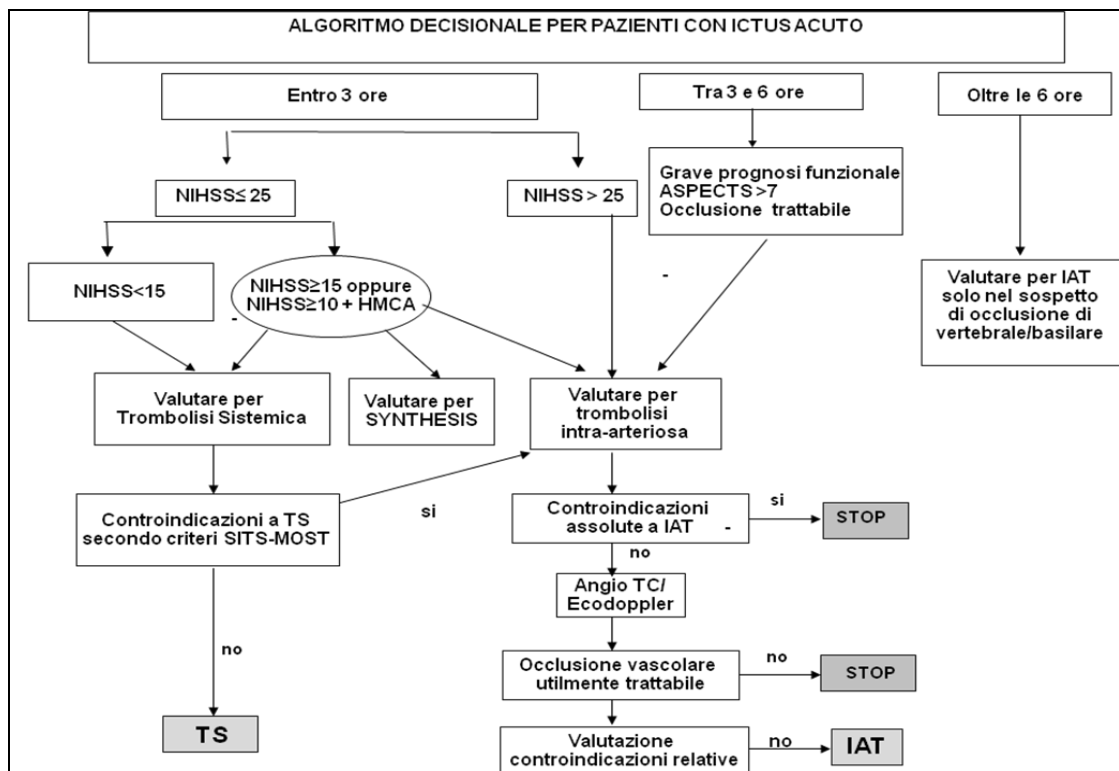 ALGORITMO DECISIONALE PER PAZIENTI CON ICTUS ACUTO
Entro 3 ore
Tra 3 e 6 ore
Oltre le 6 ore
NIHSS≤ 25
NIHSS > 25
Grave prognosi funzionale
ASPECTS >7
Occlusione trattabile
NIHSS<15
NIHSS≥15 oppure
NIHSS≥10 + HMCA
-
-
Valutare per IAT
solo nel sospetto
di occlusione di
vertebrale/basilare
Valutare per
Trombolisi Sistemica
Valutare per
SYNTHESIS
Valutare per
trombolisi
intra-arteriosa
Controindicazioni a TS
secondo criteri SITS-MOST
si
Controindicazioni
assolute a IAT -
si
STOP
no
Angio TC/
Ecodoppler
no
Occlusione vascolare
utilmente trattabile
no
STOP
TS
Valutazione
controindicazioni relative
no
IAT